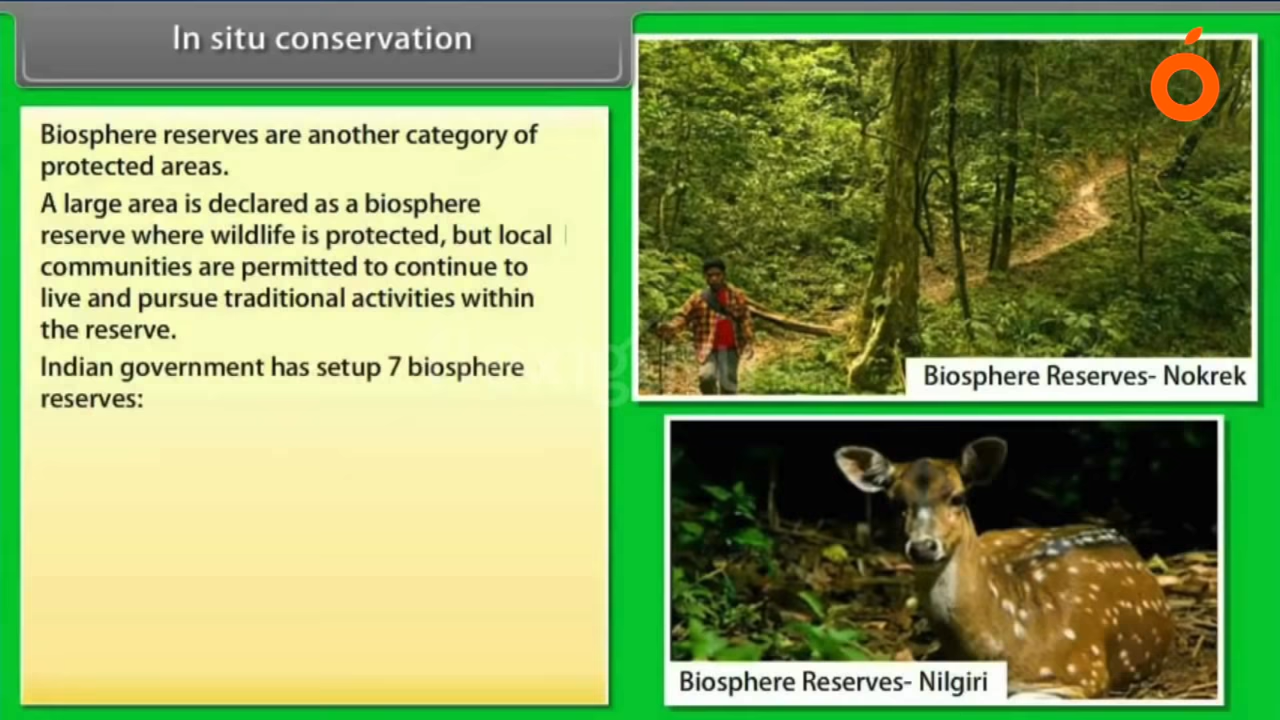 In situ conservation
Biosphere reserves are another category of
protected areas.
A large area is declared as a biosphere
reserve where wildlife is protected, but local
communities are permitted to continue to
live and pursue traditional activities within
the reserve.
Indian government has setup 7 biosphere
reserves:
Biosphere Reserves- Nokrek
Biosphere Reserves- Nilgiri